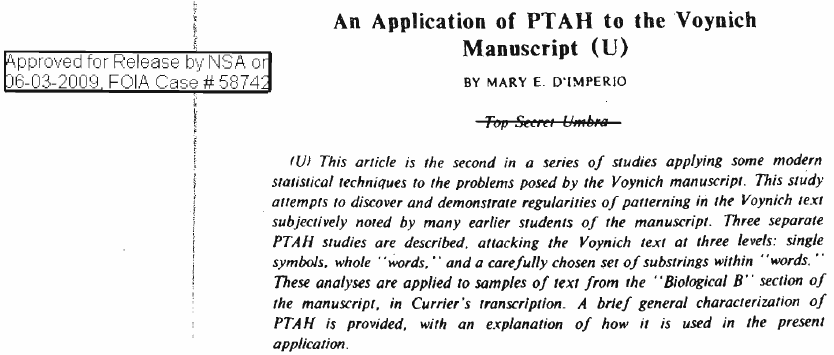 An Application of PTAH to the Voynich
Manuscript (U)
Approved for Release by NSA on
06-03-2009, FOIA Case # 58742
BY MARY E. D'IMPERIO
Top Secret Umbra
(U) This article is the second in a series of studies applying some modern
statistical techniques to the problems posed by the Voynich manuscript. This study
attempts to discover and demonstrate regularities of patterning in the Voynich text
subjectively noted by many earlier students of the manuscript. Three separate
PTAH studies are described, attacking the Voynich text at three levels: single
symbols, whole "words," and a carefully chosen set of substrings within "words."
These analyses are applied to samples of text from the "Biological B" section of
the manuscript, in Currier's transcription. A brief general characterization of
PTAH is provided, with an explanation of how it is used in the present
application.